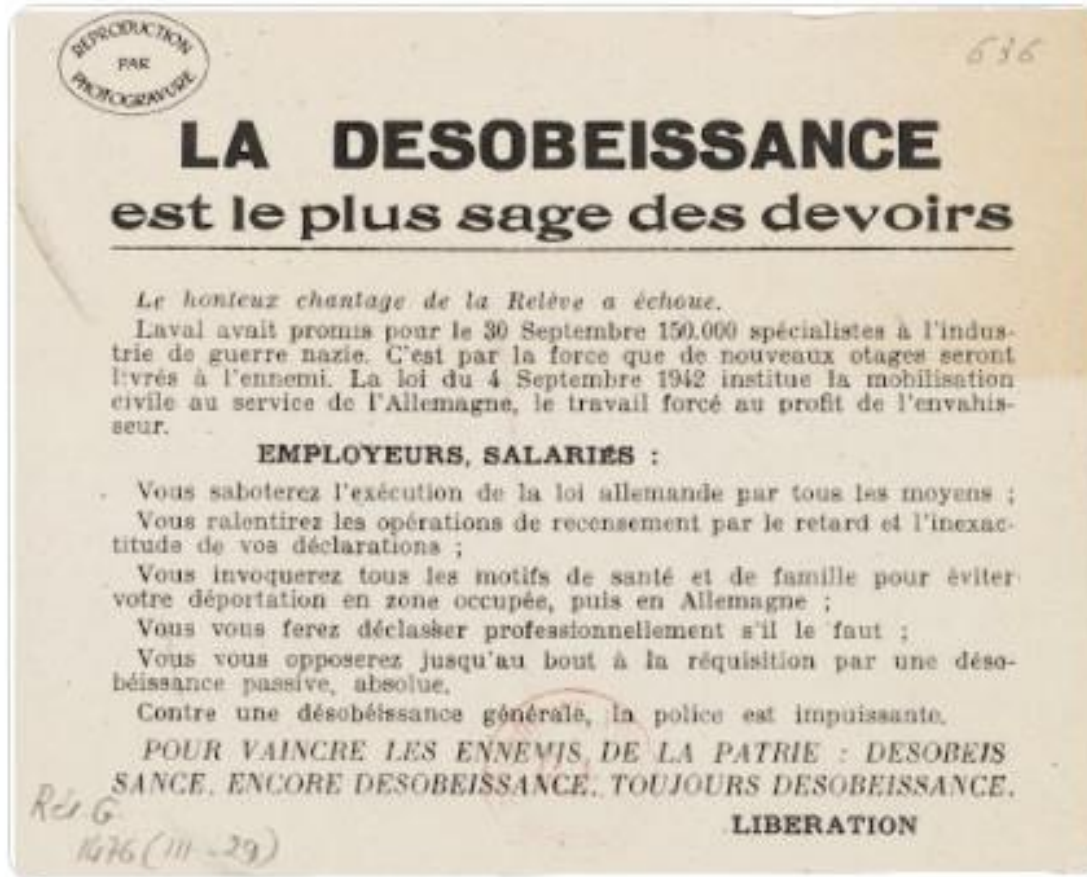 REPRODUCTION
PAR
PHOTOGRAVURE
636
LA DESOBEISSANCE
est le plus sage des devoirs
Le honteux chantage de la Relève a échoue.
Laval avait promis pour le 30 Septembre 150.000 spécialistes à l'indus-
trie de guerre nazie. C'est par la force que de nouveaux otages seront
livrés à l'ennemi. La loi du 4 Septembre 1942 institue la mobilisation
civile au service de l'Allemagne, le travail forcé au profit de l'envahis-
seur.
EMPLOYEURS, SALARIÉS :
Vous saboterez l'exécution de la loi allemande par tous les moyens ;
Vous ralentirez les opérations de recensement par le retard et l'inexac-
titude de vos déclarations ;
Vous invoquerez tous les motifs de santé et de famille pour éviter
votre déportation en zone occupée, puis en Allemagne ;
Vous vous ferez déclasser professionnellement s'il le faut ;
Vous vous opposerez jusqu'au bout à la réquisition par une déso-
béissance passive, absolue.
Contre une désobéissance générale, la police est impuissante.
POUR VAINCRE LES ENNEMIS DE LA PATRIE : DESOBEIS
SANCE, ENCORE DESOBEISSANCE, TOUJOURS DESOBEISSANCE.
LIBERATION
Rés G.
1476 (III - 29)